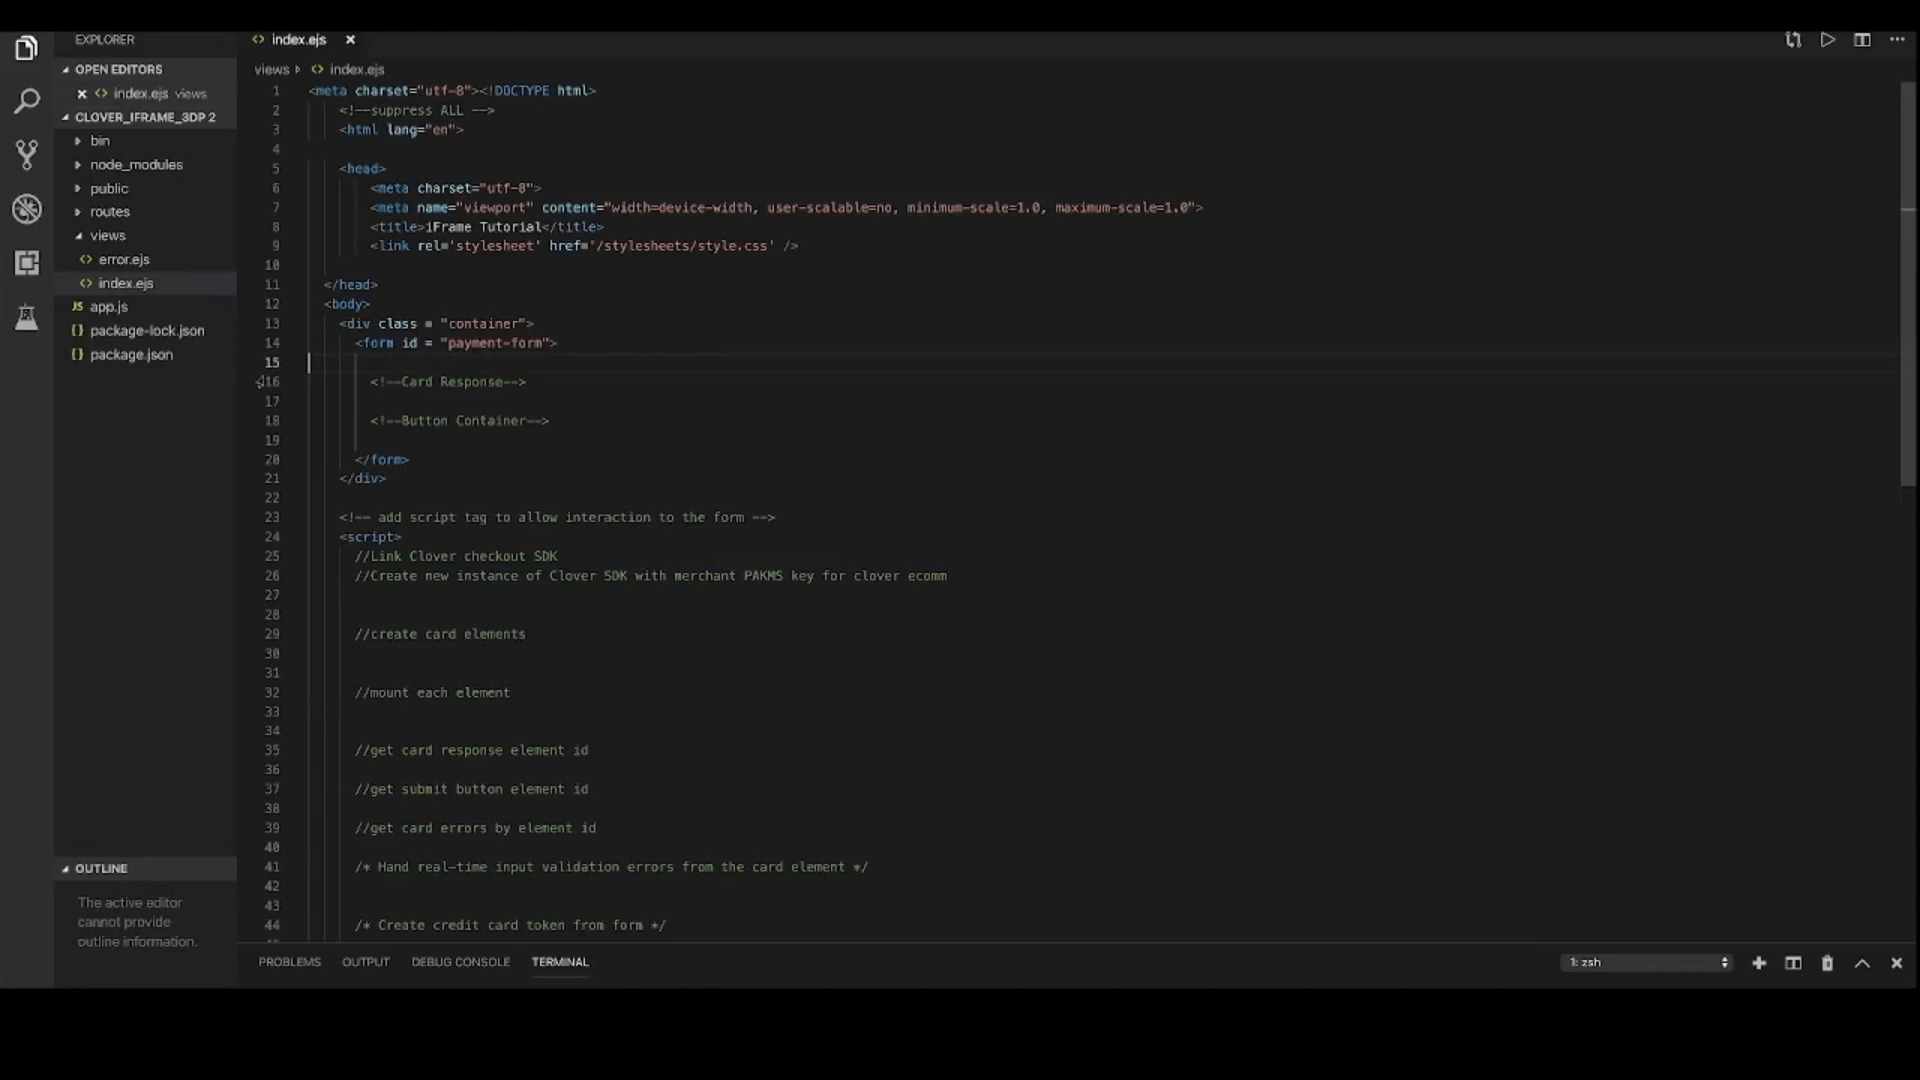 EXPLORER
OPEN EDITORS
index.ejs views
CLOVER_IFRAME_3DP 2
bin
node_modules
public
routes
views
error.ejs
index.ejs
JS app.js
{} package-lock.json
{} package.json
OUTLINE
The active editor
cannot provide
outline information.
<> index.ejs
views <> index.ejs
1 <meta charset="utf-8"><!DOCTYPE html>
2 <!--suppress ALL -->
3 <html lang="en">
4
5 <head>
6 <meta charset="utf-8">
7 <meta name="viewport" content="width=device-width, user-scalable=no, minimum-scale=1.0, maximum-scale=1.0">
8 <title>iFrame Tutorial</title>
9 <link rel='stylesheet' href='/stylesheets/style.css' />
10
11 </head>
12 <body>
13 <div class = "container">
14 <form id = "payment-form">
15
16 <!--Card Response-->
17
18 <!--Button Container-->
19
20 </form>
21 </div>
22
23 <!-- add script tag to allow interaction to the form -->
24 <script>
25 //Link Clover checkout SDK
26 //Create new instance of Clover SDK with merchant PAKMS key for clover ecomm
27
28
29 //create card elements
30
31
32 //mount each element
33
34
35 //get card response element id
36
37 //get submit button element id
38
39 //get card errors by element id
40
41 /* Hand real-time input validation errors from the card element */
42
43
44 /* Create credit card token from form */
PROBLEMS OUTPUT DEBUG CONSOLE TERMINAL
1: zsh